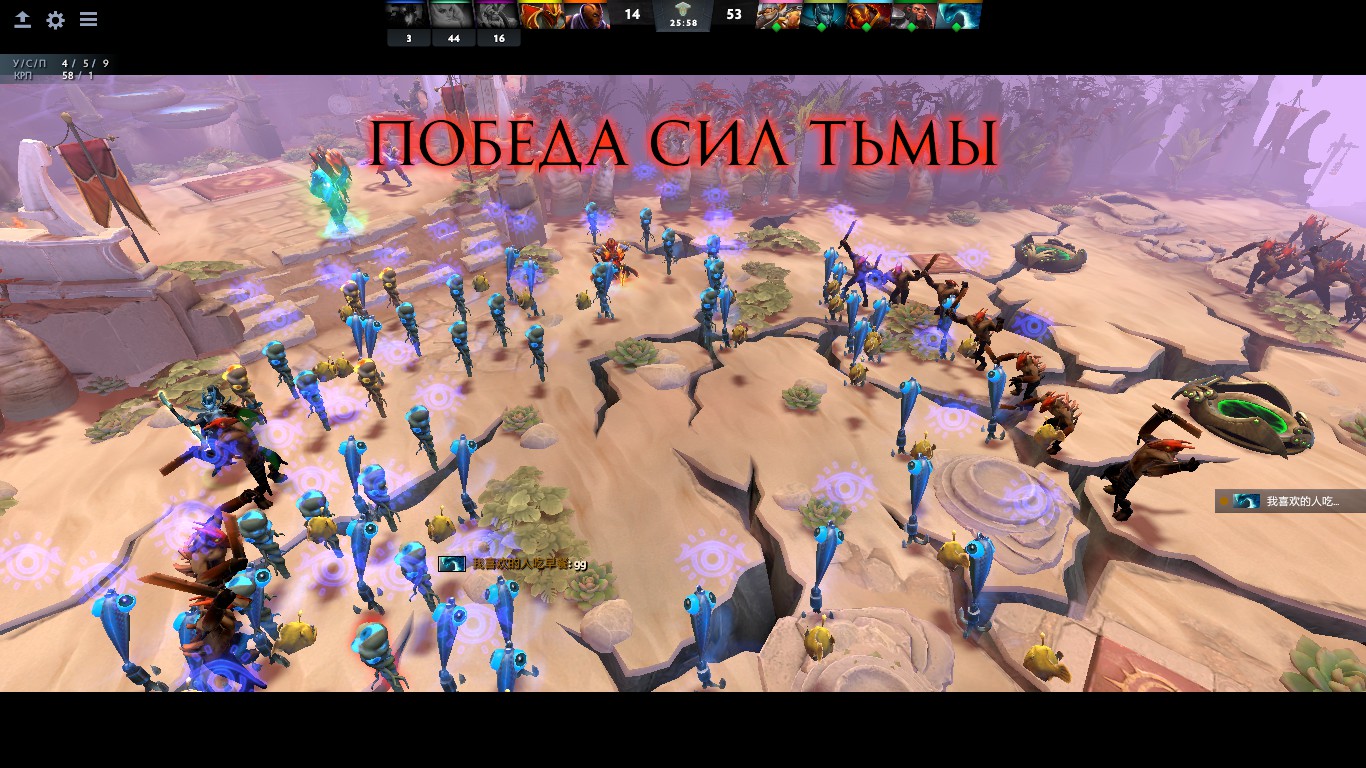 14
25:58
53
3
44
16
У/С/П 4 / 5 / 9
КРП 58 / 1
ПОБЕДА СИЛ ТЬМЫ
我喜欢的人吃...
我喜欢的人吃早餐: gg